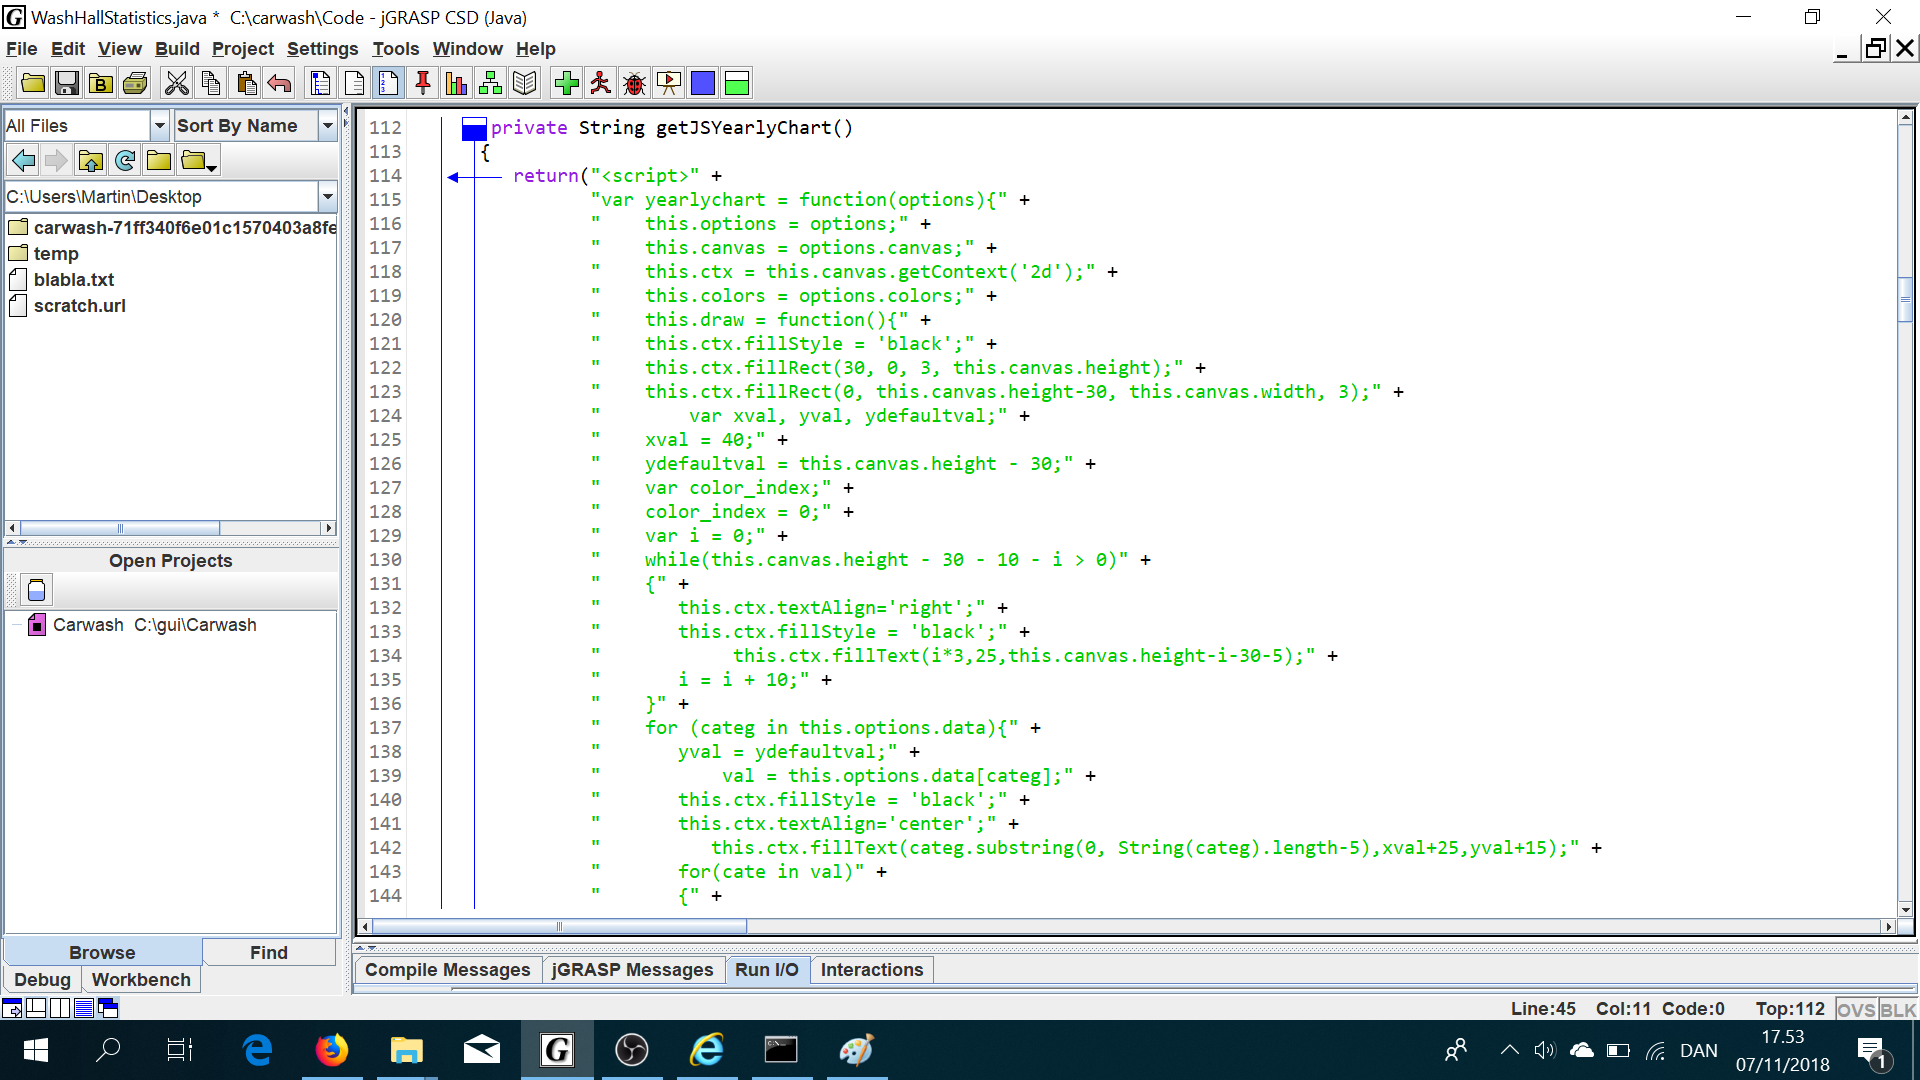 WashHallStatistics.java *  C:\carwash\Code - jGRASP CSD (Java)
File Edit View Build Project Settings Tools Window Help
All Files
Sort By Name
C:\Users\Martin\Desktop
carwash-71ff340f6e01c1570403a8fe
temp
blabla.txt
scratch.url
Open Projects
Carwash  C:\gui\Carwash
Browse
Find
Debug
Workbench
112 private String getJSYearlyChart()
113 {
114 return("<script>" +
115 "var yearlychart = function(options){" +
116 "    this.options = options;" +
117 "    this.canvas = options.canvas;" +
118 "    this.ctx = this.canvas.getContext('2d');" +
119 "    this.colors = options.colors;" +
120 "    this.draw = function(){" +
121 "    this.ctx.fillStyle = 'black';" +
122 "    this.ctx.fillRect(30, 0, 3, this.canvas.height);" +
123 "    this.ctx.fillRect(0, this.canvas.height-30, this.canvas.width, 3);" +
124 "        var xval, yval, ydefaultval;" +
125 "    xval = 40;" +
126 "    ydefaultval = this.canvas.height - 30;" +
127 "    var color_index;" +
128 "    color_index = 0;" +
129 "    var i = 0;" +
130 "    while(this.canvas.height - 30 - 10 - i > 0)" +
131 "    {" +
132 "       this.ctx.textAlign='right';" +
133 "       this.ctx.fillStyle = 'black';" +
134 "            this.ctx.fillText(i*3,25,this.canvas.height-i-30-5);" +
135 "       i = i + 10;" +
136 "    }" +
137 "    for (categ in this.options.data){" +
138 "       yval = ydefaultval;" +
139 "           val = this.options.data[categ];" +
140 "       this.ctx.fillStyle = 'black';" +
141 "       this.ctx.textAlign='center';" +
142 "          this.ctx.fillText(categ.substring(0, String(categ).length-5),xval+25,yval+15);" +
143 "       for(cate in val)" +
144 "       {" +
Compile Messages
jGRASP Messages
Run I/O
Interactions
Line:45 Col:11 Code:0 Top:112 OVS BLK
DAN
17.53
07/11/2018
1